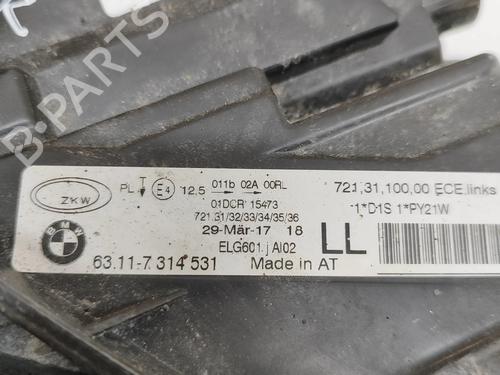 B-PARTS
ZKW
PL T E4 12,5 011b 02A 00RL
01DCR 15473
721.31/32/33/34/35/36
29-Mär-17 18
ELG601.j AI02
BMW
63.11-7 314 531 Made in AT
LL
721,31,100,00 ECE links
1*D1S 1*PY21W